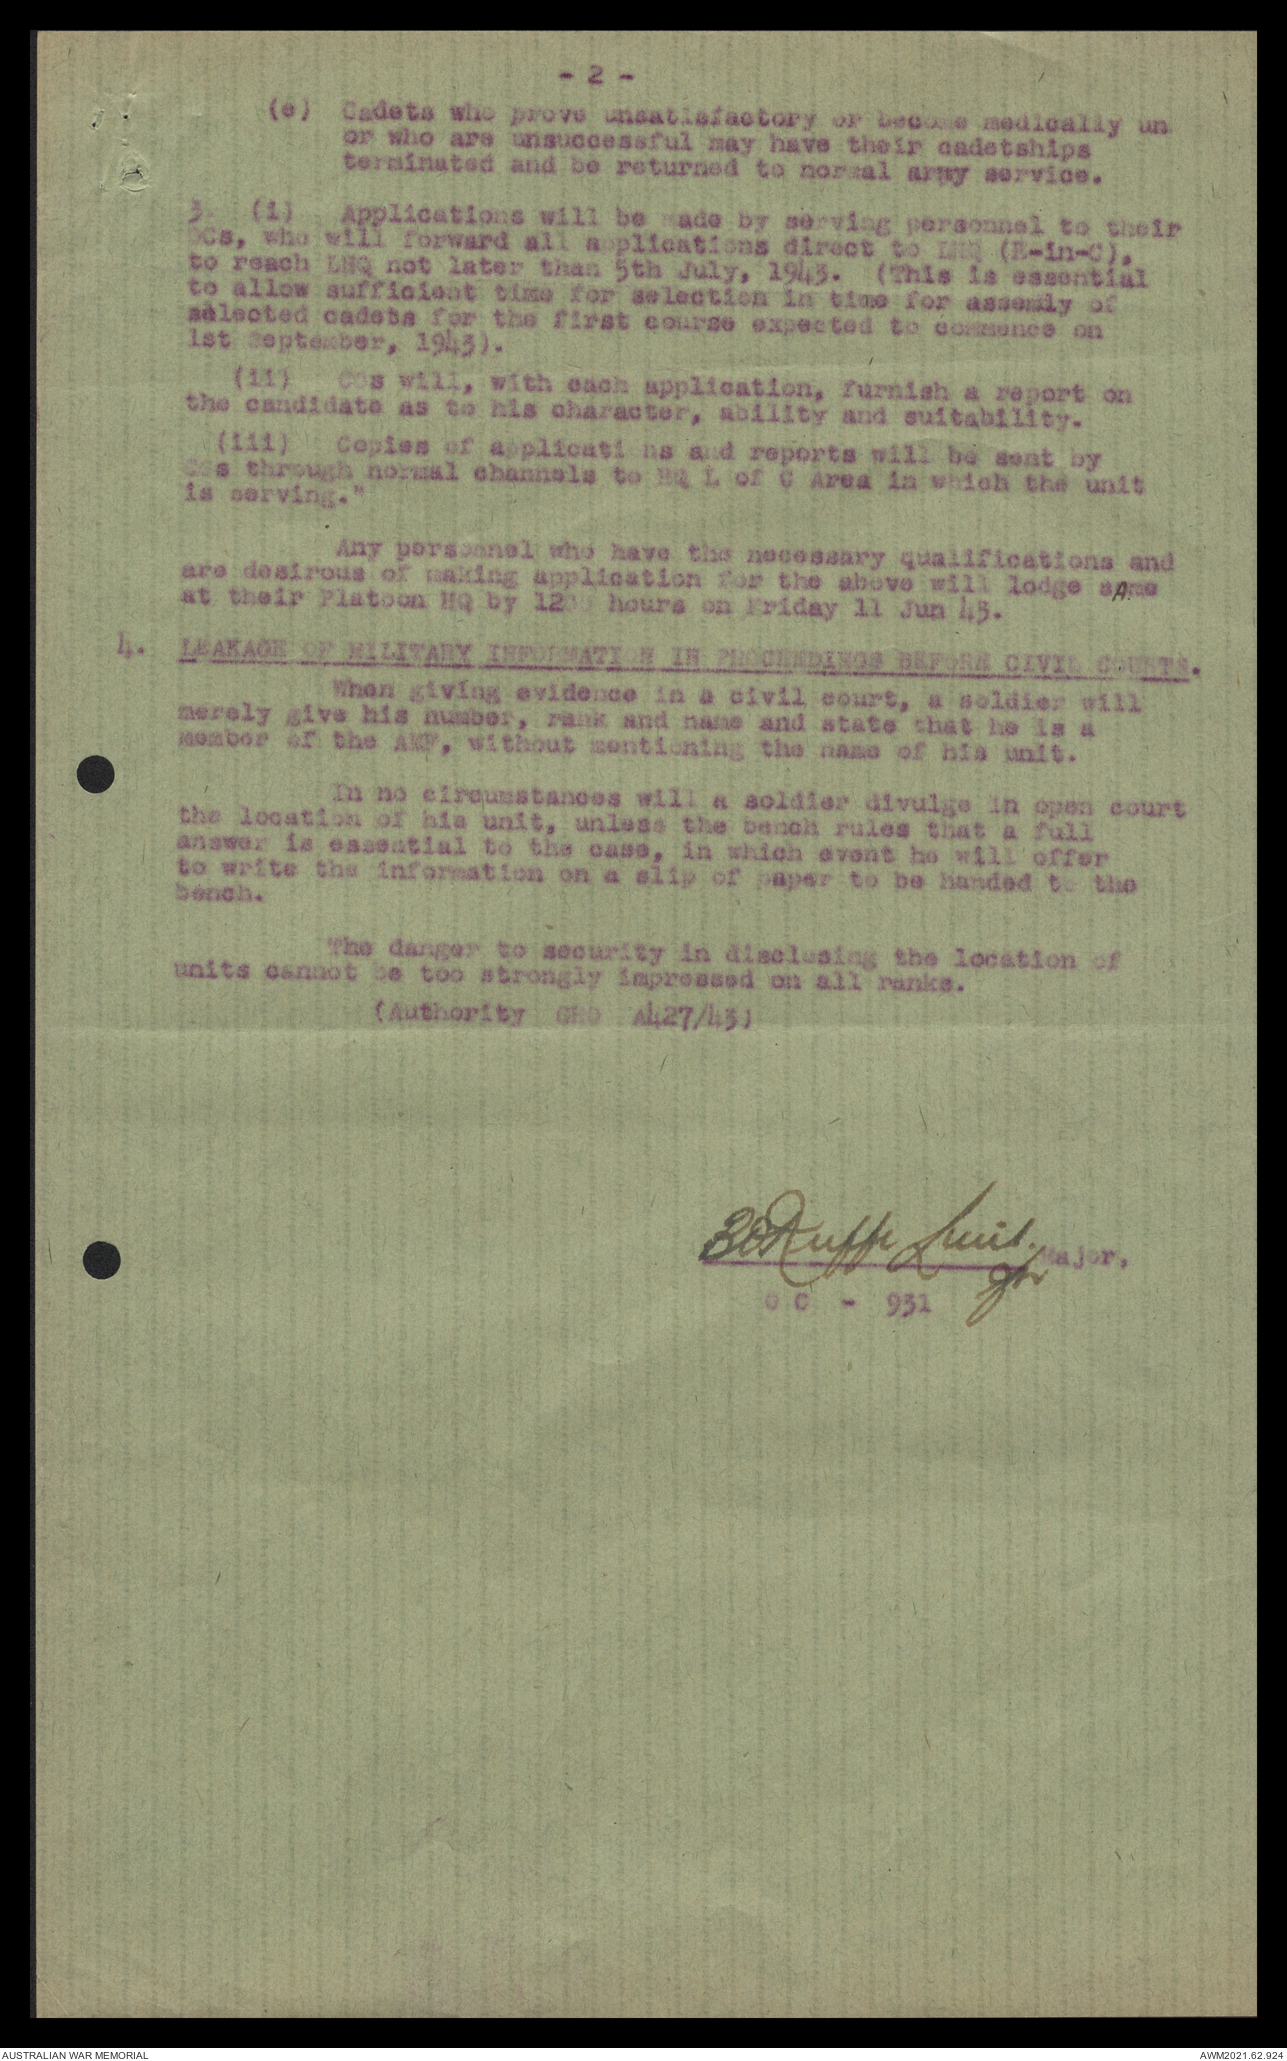 - 2 -
(e) Cadets who prove unsatisfactory or become medically un
or who are unsuccessful may have their cadetships
terminated and be returned to normal army service.
3. (i) Applications will be made by serving personnel to their
OCs, who will forward all applications direct to LHQ (E-in-C),
to reach LHQ not later than 5th July, 1943. (This is essential
to allow sufficient time for selection in time for assemly of
selected cadets for the first course expected to commence on
1st September, 1943).
(ii) COs will, with each application, furnish a report on
the candidate as to his character, ability and suitability.
(iii) Copies of applications and reports will be sent by
COs through normal channels to HQ L of C Area in which the unit
is serving."
Any personnel who have the necessary qualifications and
are desirous of making application for the above will lodge same
at their Platoon HQ by 1200 hours on Friday 11 Jun 43.
4. LEAKAGE OF MILITARY INFORMATION IN PROCEEDINGS BEFORE CIVIL COURTS.
When giving evidence in a civil court, a soldier will
merely give his number, rank and name and state that he is a
member of the AMF, without mentioning the name of his unit.
In no circumstances will a soldier divulge in open court
the location of his unit, unless the bench rules that a full
answer is essential to the case, in which event he will offer
to write the information on a slip of paper to be handed to the
bench.
The danger to security in disclosing the location of
units cannot be too strongly impressed on all ranks.
(Authority GRO A427/43)
Lieut.
for Major,
O C - 931
AUSTRALIAN WAR MEMORIAL
AWM2021.62.924